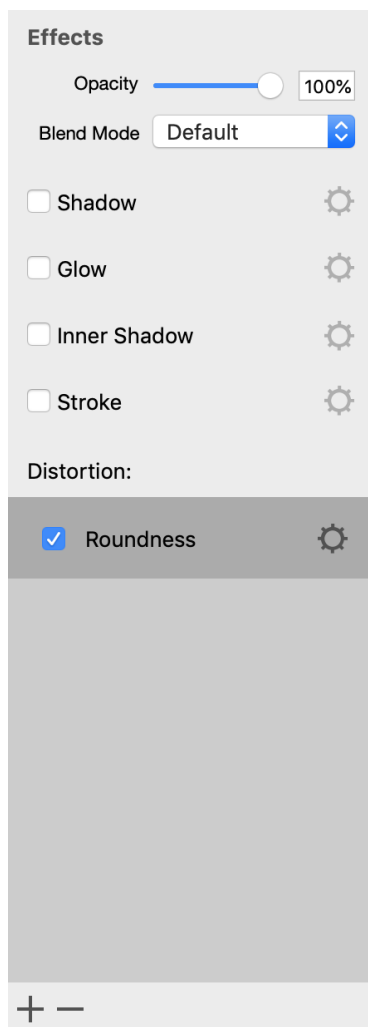 Effects
Opacity 100%
Blend Mode Default
Shadow
Glow
Inner Shadow
Stroke
Distortion:
Roundness